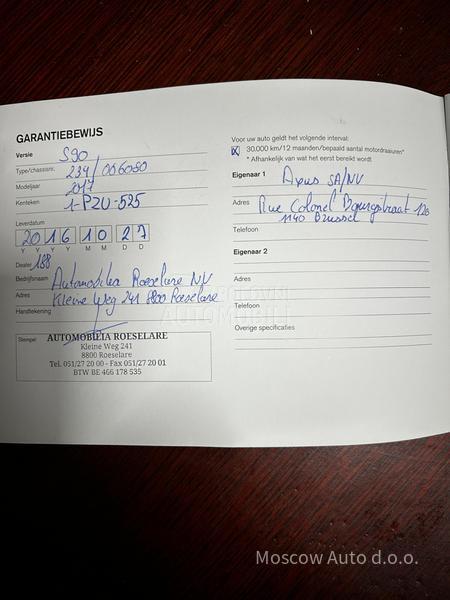 GARANTIEBEWIJS
Versie S90
Type/chassisnr. 234/006080
Modeljaar 2017
Kenteken 1-PZU-525
Leverdatum
2016 10 27
Y Y Y Y M M D D
Dealer 188
Bedrijfsnaam Automobilia Roeselare NV
Adres Kleine Weg 241 8800 Roeselare
Handtekening
Stempel AUTOMOBILIA ROESELARE
Kleine Weg 241
8800 Roeselare
Tel. 051/27 20 00 - Fax 051/27 20 01
BTW BE 466 178 535
Voor uw auto geldt het volgende interval:
30.000 km/12 maanden/bepaald aantal motordraaiuren*
* Afhankelijk van wat het eerst bereikt wordt
Eigenaar 1 SA/NV
Adres Rue Colonel Bourgstraat 120
1140 Brussel
Telefoon
Eigenaar 2
Adres
Telefoon
Overige specificaties
AUTOMOBILI
Moscow Auto d.o.o.